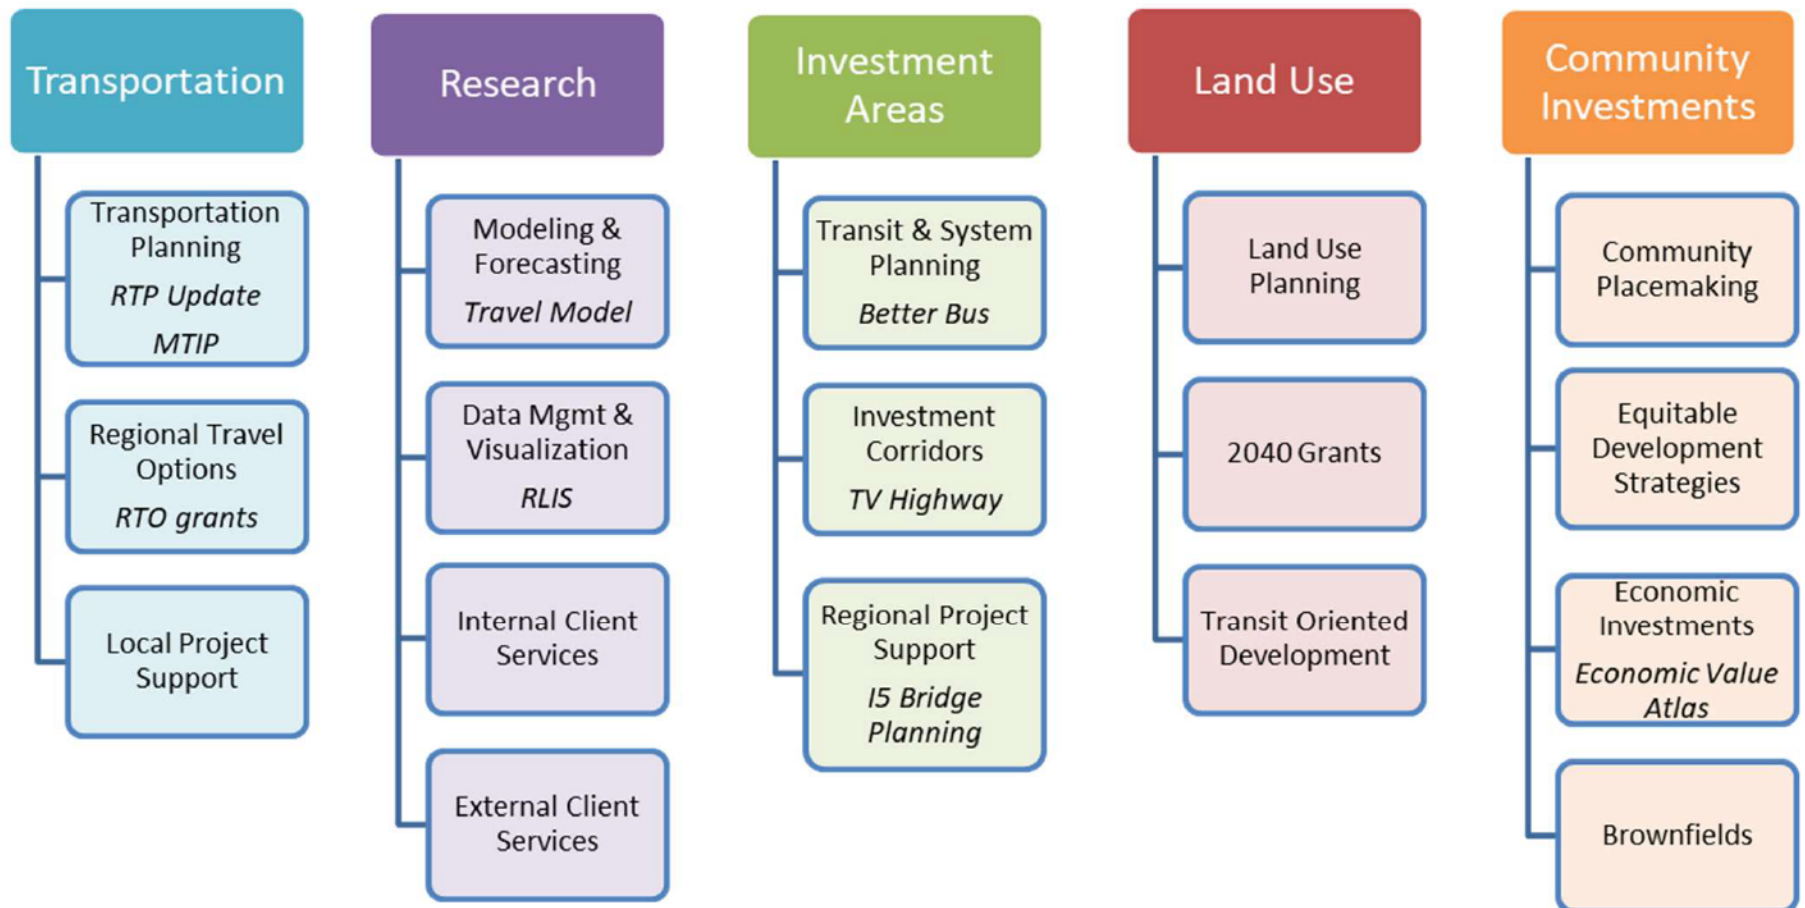 Transportation
Transportation
Planning
RTP Update
MTIP
Regional Travel
Options
RTO grants
Local Project
Support
Research
Modeling &
Forecasting
Travel Model
Data Mgmt &
Visualization
RLIS
Internal Client
Services
External Client
Services
Investment
Areas
Transit & System
Planning
Better Bus
Investment
Corridors
TV Highway
Regional Project
Support
I5 Bridge
Planning
Land Use
Land Use
Planning
2040 Grants
Transit Oriented
Development
Community
Investments
Community
Placemaking
Equitable
Development
Strategies
Economic
Investments
Economic Value
Atlas
Brownfields